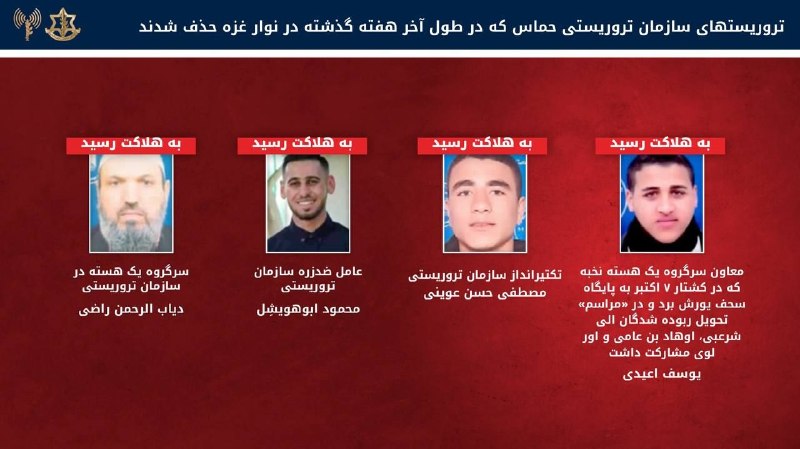 تروریستهای سازمان تروریستی حماس که در طول آخر هفته گذشته در نوار غزه حذف شدند
به هلاکت رسید
معاون سرگروه یک هسته نخبه
که در کشتار ۷ اکتبر به پایگاه
سحف یورش برد و در «مراسم»
تحویل ربوده شدگان الی
شرعبی، اوهاد بن عامی و اور
لوی مشارکت داشت
یوسف اعیدی
به هلاکت رسید
تکتیرانداز سازمان تروریستی
مصطفی حسن عوینی
به هلاکت رسید
عامل ضدزره سازمان
تروریستی
محمود ابوهویشِل
به هلاکت رسید
سرگروه یک هسته در
سازمان تروریستی
دیاب الرحمن راضی